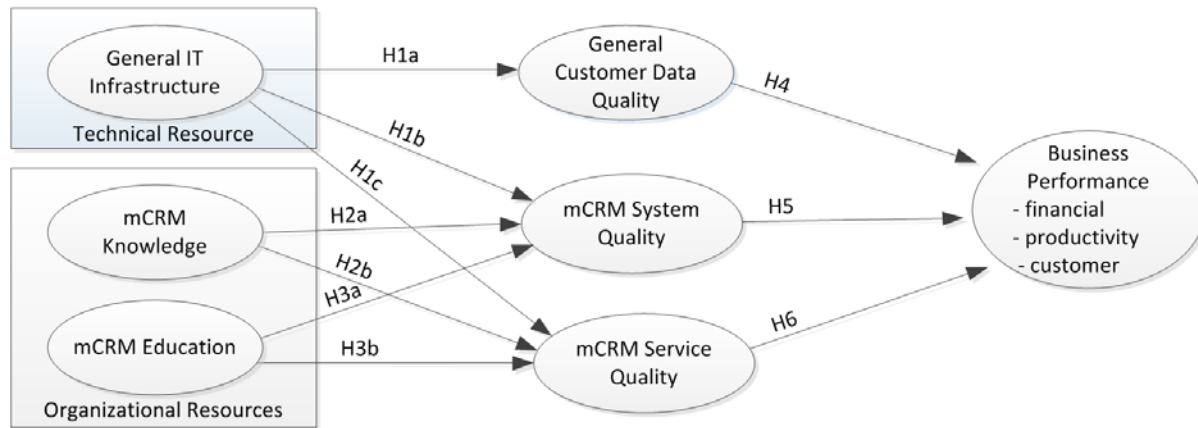 General IT
Infrastructure
Technical Resource
mCRM
Knowledge
mCRM Education
Organizational Resources
H1a
H1b
H1c
H2a
H2b
H3a
H3b
General
Customer Data
Quality
mCRM System
Quality
mCRM Service
Quality
H4
H5
H6
Business
Performance
- financial
- productivity
- customer